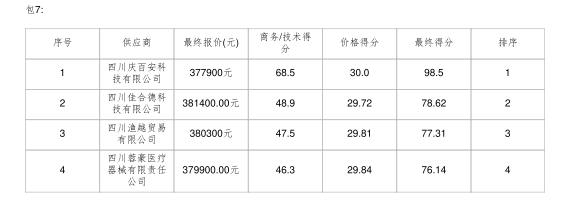 包7:
序号 供应商 最终报价(元) 商务/技术得分 价格得分 最终得分 排序
1 四川庆百安科技有限公司 377900元 68.5 30.0 98.5 1
2 四川佳合德科技有限公司 381400.00元 48.9 29.72 78.62 2
3 四川渔越贸易有限公司 380300元 47.5 29.81 77.31 3
4 四川蓉豪医疗器械有限责任公司 379900.00元 46.3 29.84 76.14 4